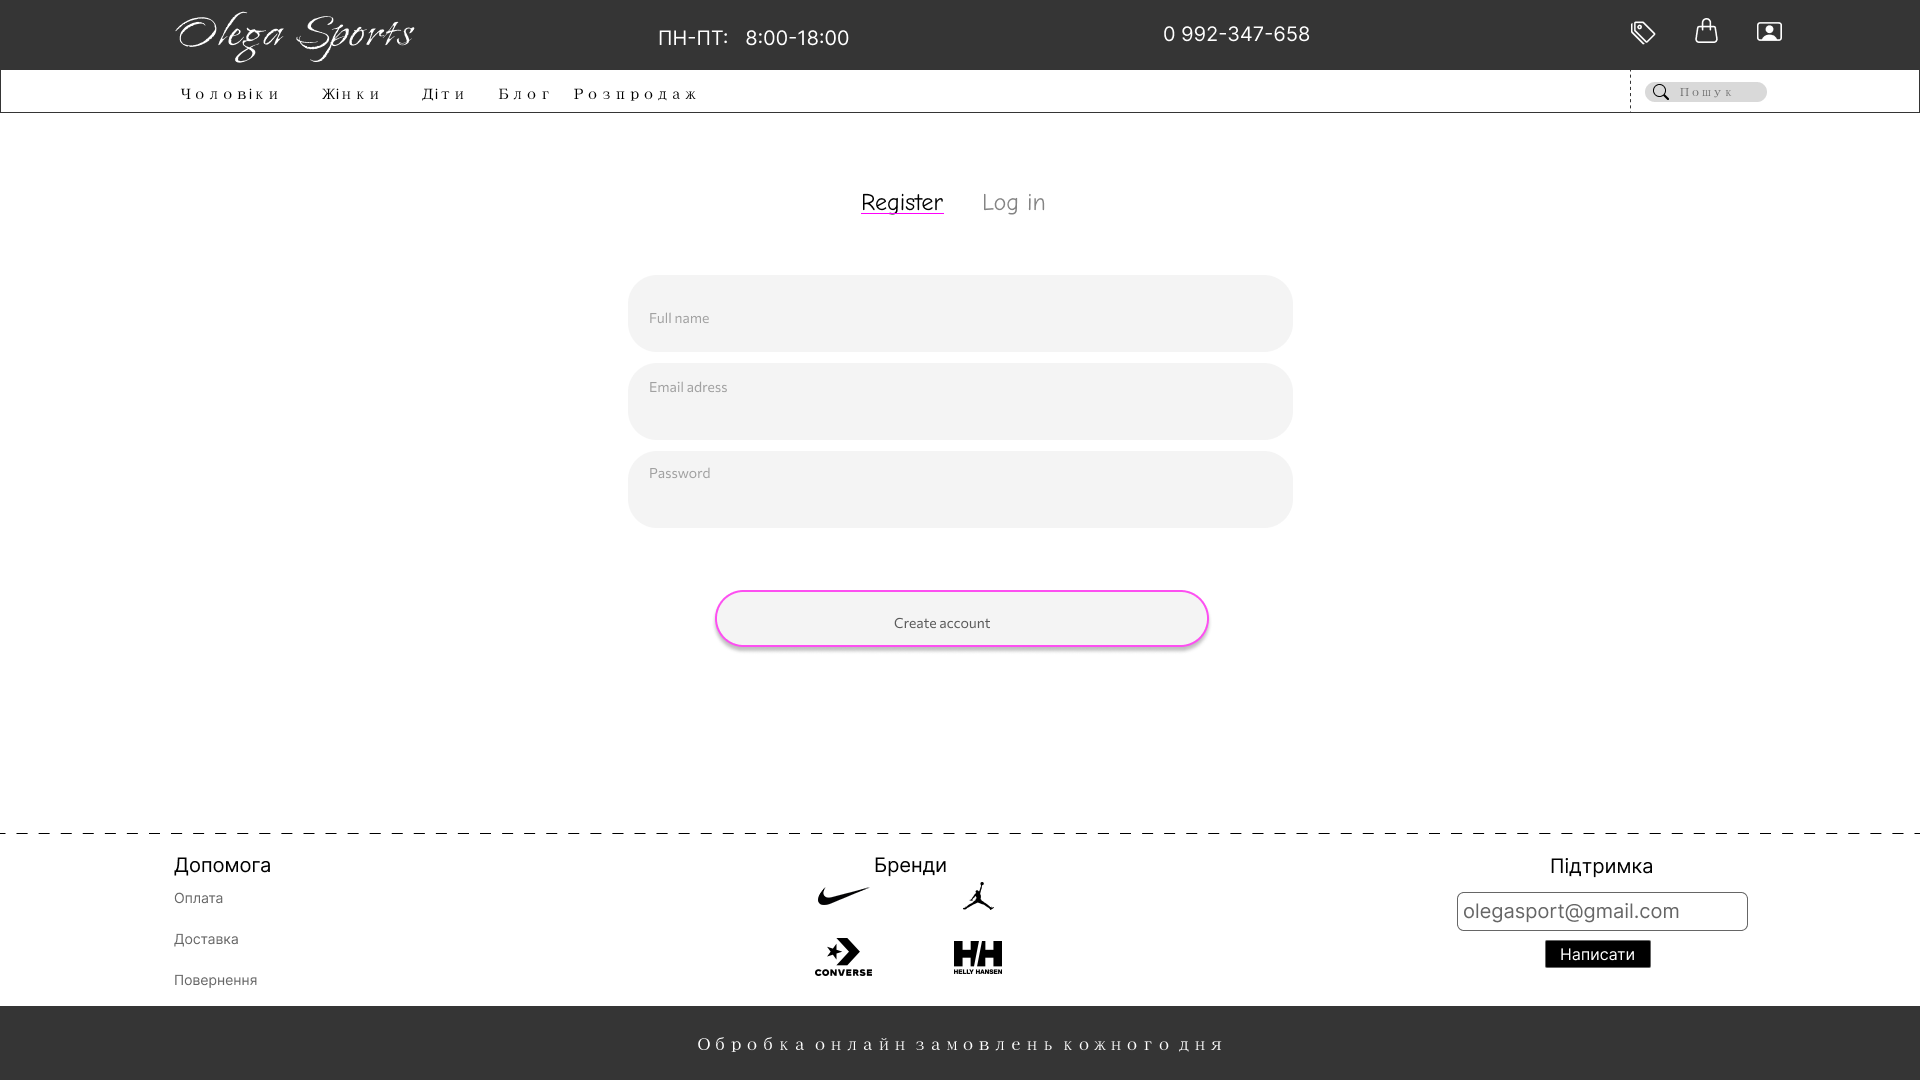 Olega Sports
ПН-ПТ: 8:00-18:00
0 992-347-658
Чоловіки Жінки Діти Блог Розпродаж
Пошук
Register Log in
Full name
Email adress
Password
Create account
Допомога
Оплата
Доставка
Повернення
Бренди
CONVERSE
HH
HELLY HANSEN
Підтримка
olegasport@gmail.com
Написати
Обробка онлайн замовлень кожного дня